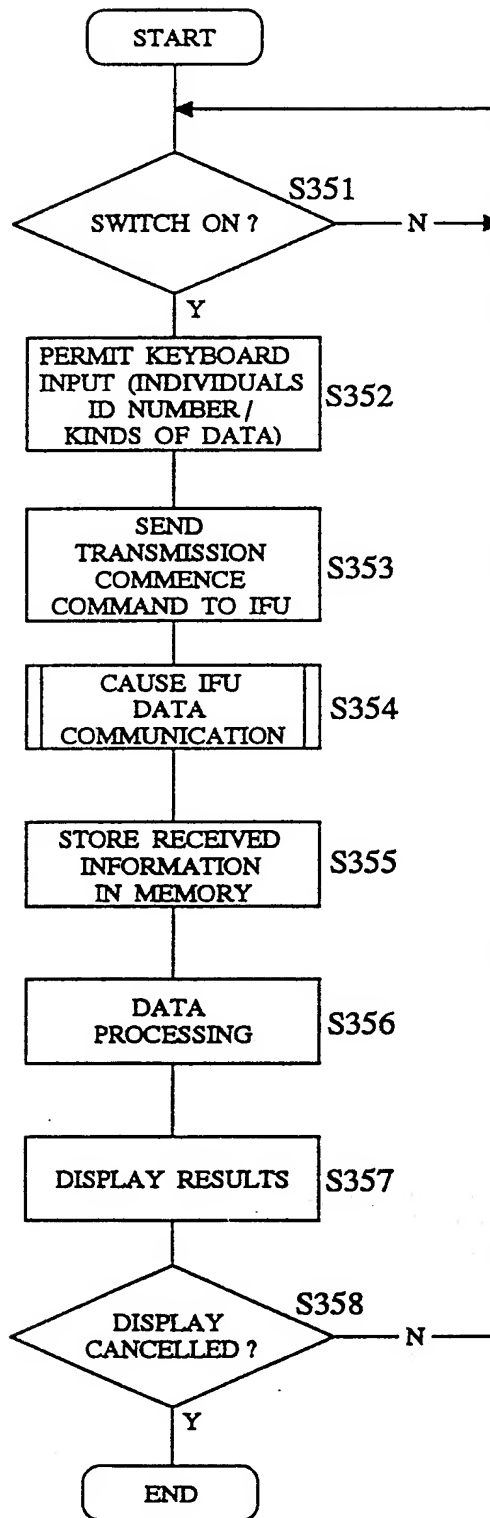 START
S351
SWITCH ON ?
N
Y
PERMIT KEYBOARD
INPUT (INDIVIDUALS
ID NUMBER /
KINDS OF DATA)
S352
SEND
TRANSMISSION
COMMENCE
COMMAND TO IFU
S353
CAUSE IFU
DATA
COMMUNICATION
S354
STORE RECEIVED
INFORMATION
IN MEMORY
S355
DATA
PROCESSING
S356
DISPLAY RESULTS
S357
S358
DISPLAY
CANCELLED ?
N
Y
END